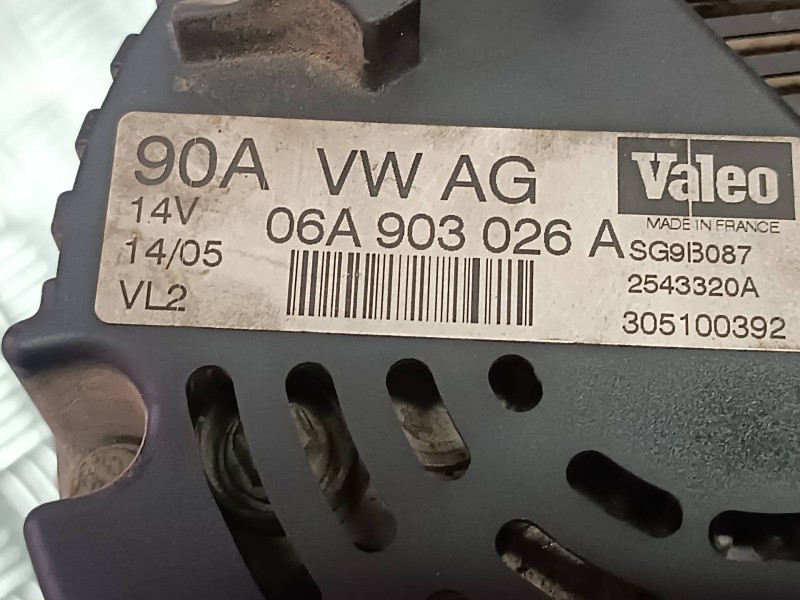 90A VW AG Valeo
14V 06A 903 026 A MADE IN FRANCE
14/05 SG9B087
VL2 2543320A
305100392